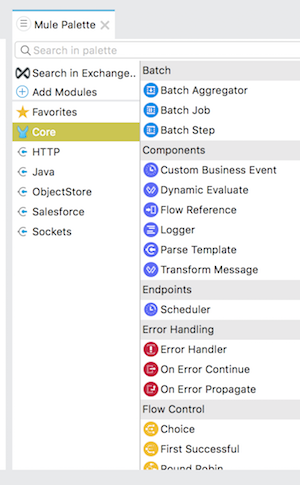 Mule Palette
Search in palette
Search in Exchange..
Add Modules
Favorites
Core
HTTP
Java
ObjectStore
Salesforce
Sockets
Batch
Batch Aggregator
Batch Job
Batch Step
Components
Custom Business Event
Dynamic Evaluate
Flow Reference
Logger
Parse Template
Transform Message
Endpoints
Scheduler
Error Handling
Error Handler
On Error Continue
On Error Propagate
Flow Control
Choice
First Successful
Round Robin